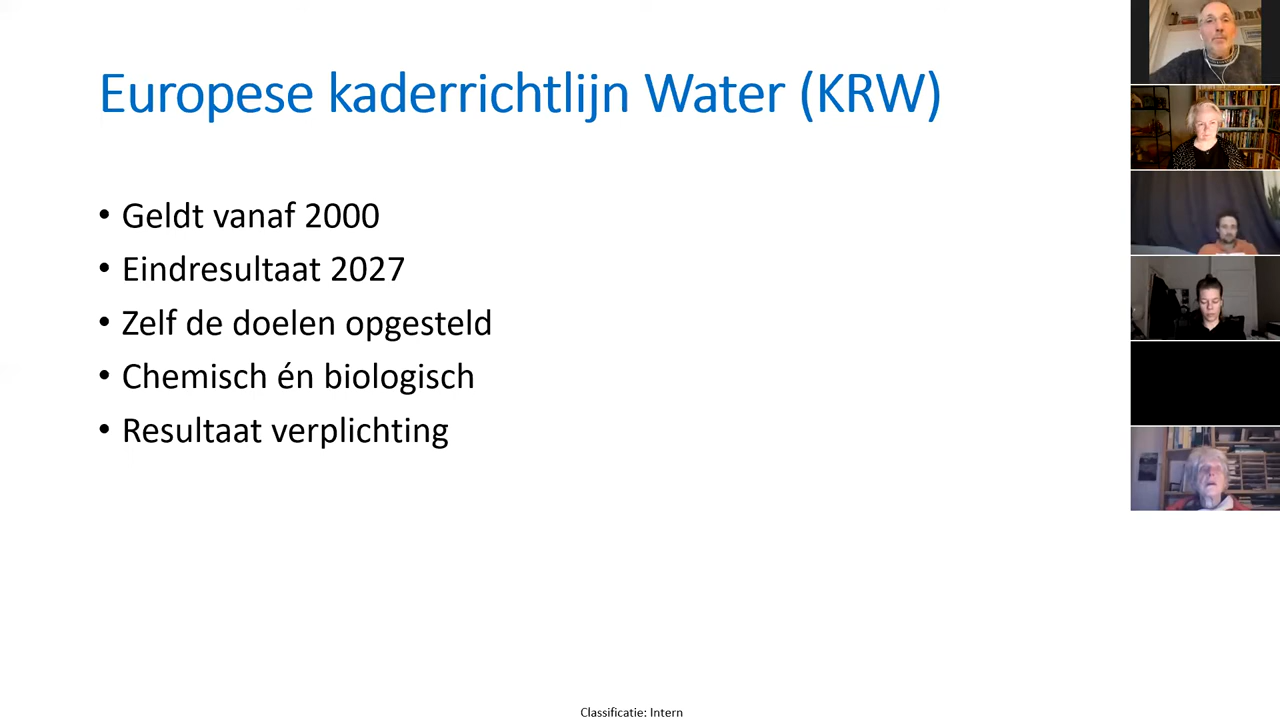 Europese kaderrichtlijn Water (KRW)
• Geldt vanaf 2000
• Eindresultaat 2027
• Zelf de doelen opgesteld
• Chemisch én biologisch
• Resultaat verplichting
Classificatie: Intern